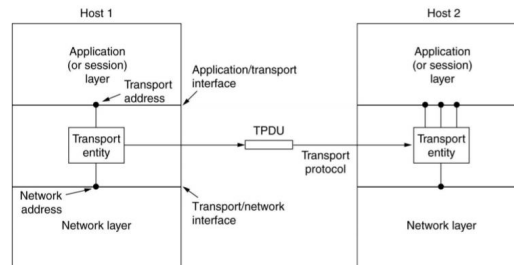 Host 1
Host 2
Application
(or session)
layer
Transport
address
Application/transport
interface
Application
(or session)
layer
Transport
entity
TPDU
Transport
protocol
Transport
entity
Network
address
Transport/network
interface
Network layer
Network layer